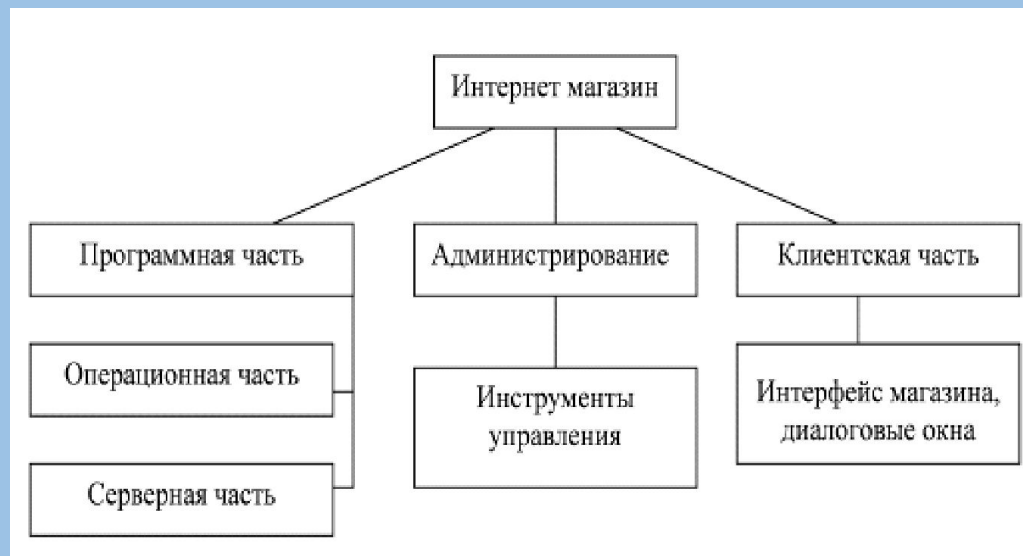 Интернет магазин
Программная часть
Администрирование
Клиентская часть
Операционная часть
Инструменты
управления
Интерфейс магазина,
диалоговые окна
Серверная часть